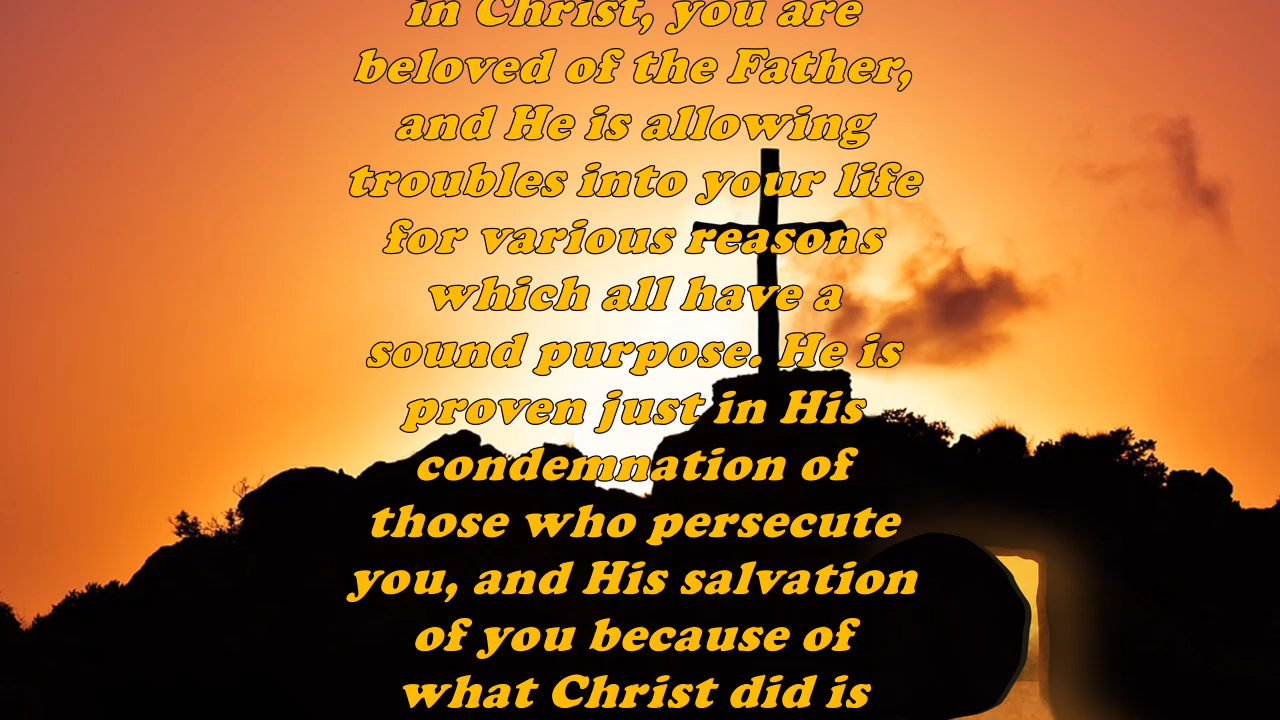 in Christ, you are
beloved of the Father,
and He is allowing
troubles into your life
for various reasons
which all have a
sound purpose. He is
proven just in His
condemnation of
those who persecute
you, and His salvation
of you because of
what Christ did is